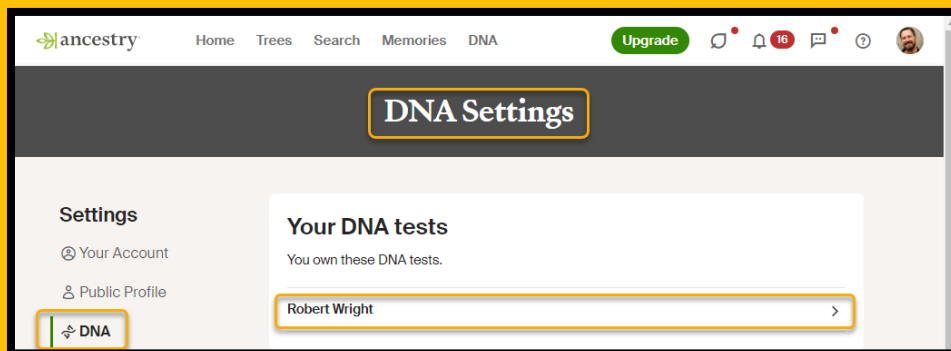 ancestry Home Trees Search Memories DNA Upgrade 16
DNA Settings
Settings
Your Account
Public Profile
DNA
Your DNA tests
You own these DNA tests.
Robert Wright